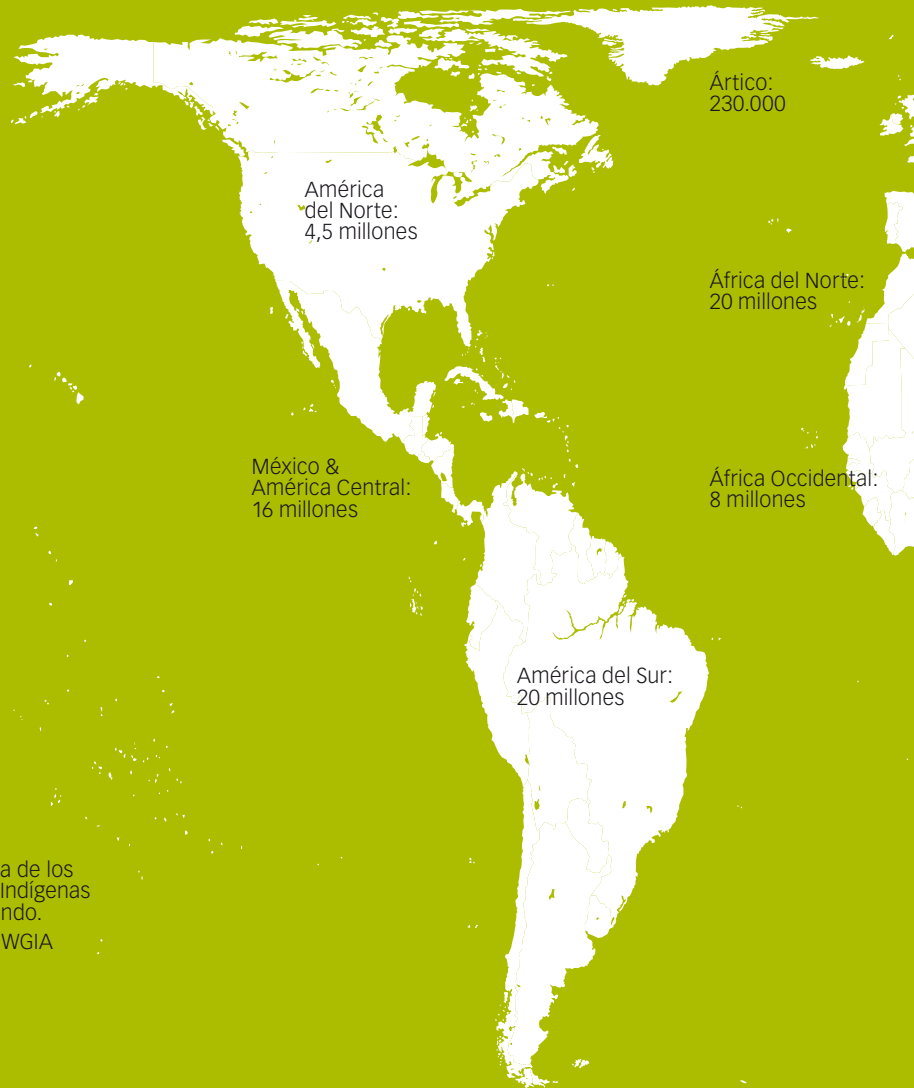 Ártico:
230.000
América
del Norte:
4,5 millones
África del Norte:
20 millones
México &
América Central:
16 millones
África Occidental:
8 millones
América del Sur:
20 millones
a de los
Indígenas
ndo.
WGIA